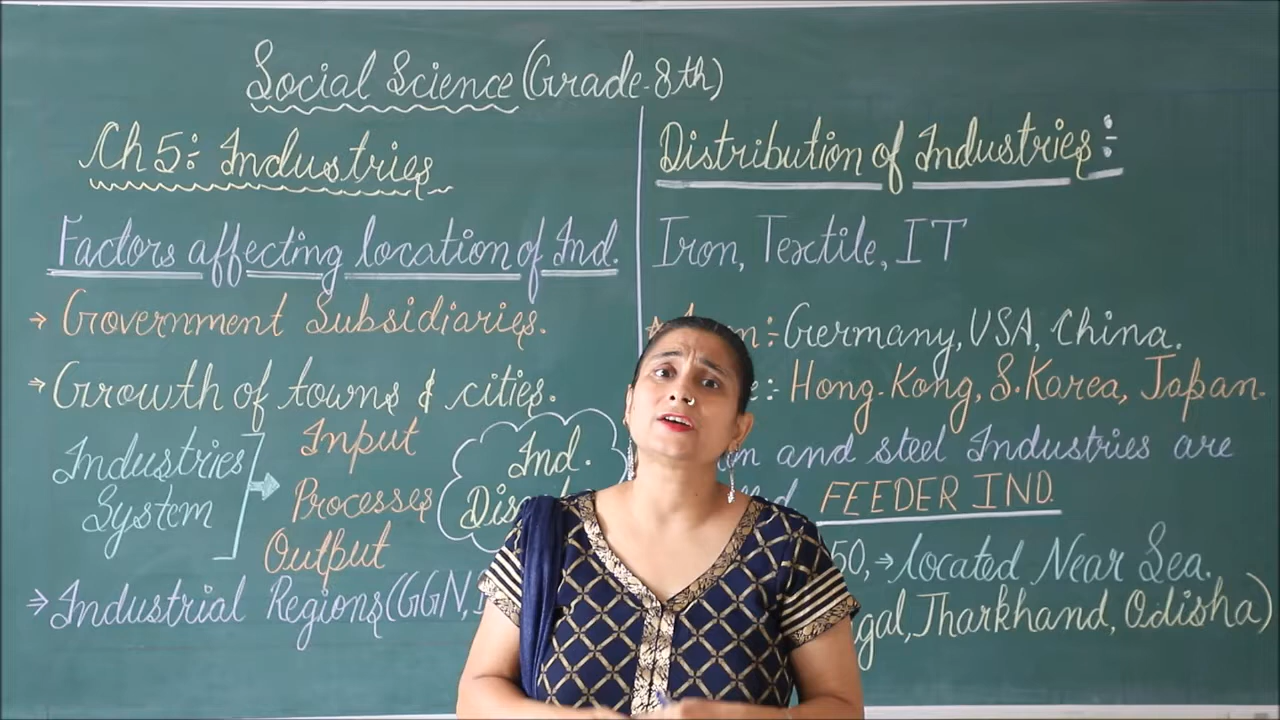 Social Science (Grade-8th)
Ch 5:- Industries
Factors affecting location of Ind.
→ Government Subsidiaries.
→ Growth of towns & cities.
Industries System → Input
Processes
Output
Ind.
→ Industrial Regions (GGN,
Distribution of Industries:-
Iron, Textile, IT
:- Germany, USA, China.
:- Hong-Kong, S. Korea, Japan.
and steel Industries are
FEEDER IND.
50, → located Near Sea.
Jharkhand, Odisha)